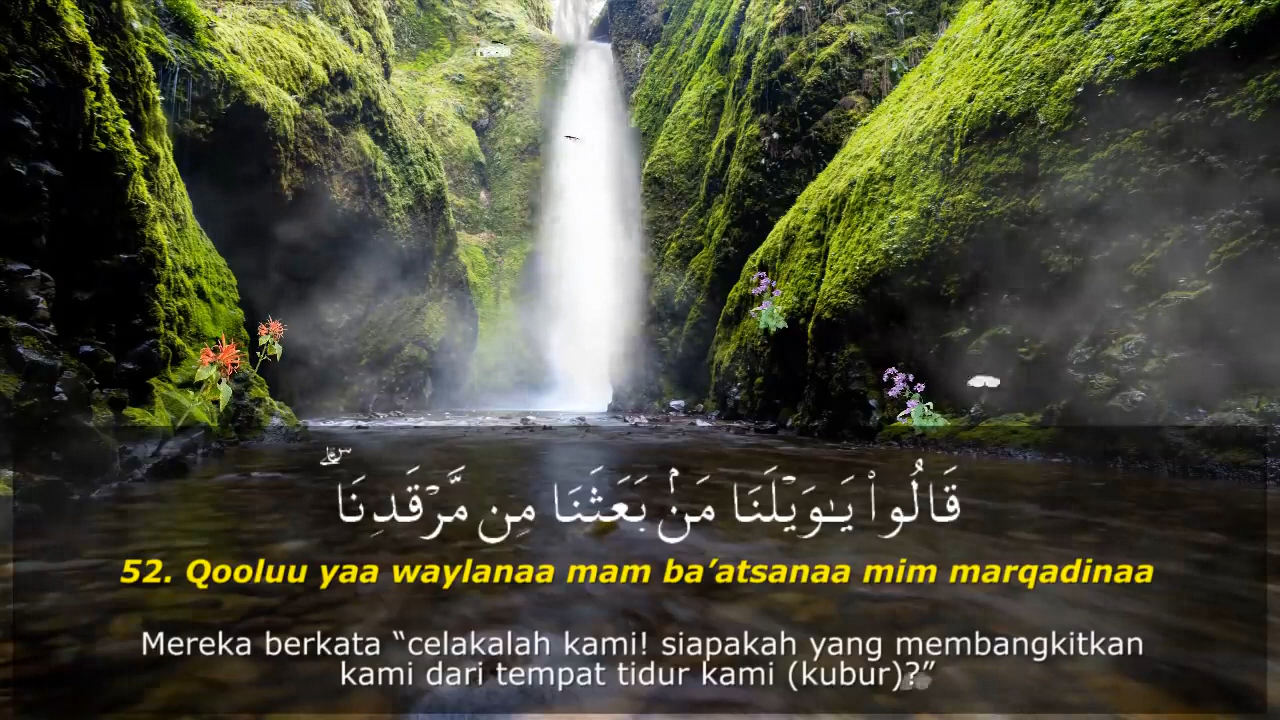 قَالُوا۟ يَـٰوَيْلَنَا مَنۢ بَعَثَنَا مِن مَّرْقَدِنَا ۜ ۗ
52. Qooluu yaa waylanaa mam ba’atsanaa mim marqadinaa
Mereka berkata “celakalah kami! siapakah yang membangkitkan
kami dari tempat tidur kami (kubur)?”